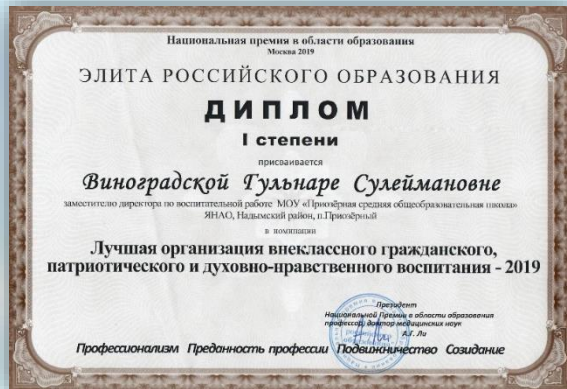 Национальная премия в области образования
Москва 2019
ЭЛИТА РОССИЙСКОГО ОБРАЗОВАНИЯ
ДИПЛОМ
I степени
присваивается
Виноградской Гульнаре Сулеймановне
заместителю директора по воспитательной работе МОУ «Приозёрная средняя общеобразовательная школа»
ЯНАО, Надымский район, п.Приозёрный
в номинации
Лучшая организация внеклассного гражданского,
патриотического и духовно-нравственного воспитания - 2019
Президент
Национальной Премии в области образования
профессор, доктор медицинских наук
А.Г. Ли
Профессионализм Преданность профессии Подвижничество Созидание